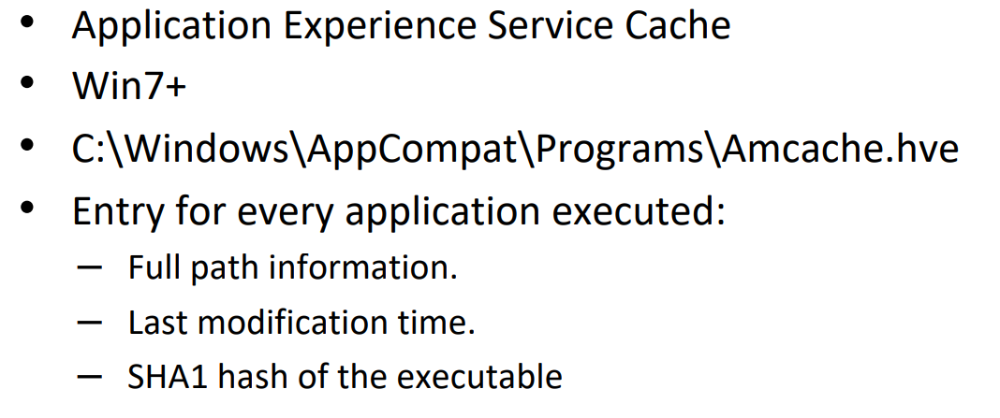 • Application Experience Service Cache
• Win7+
• C:\Windows\AppCompat\Programs\Amcache.hve
• Entry for every application executed:
– Full path information.
– Last modification time.
– SHA1 hash of the executable